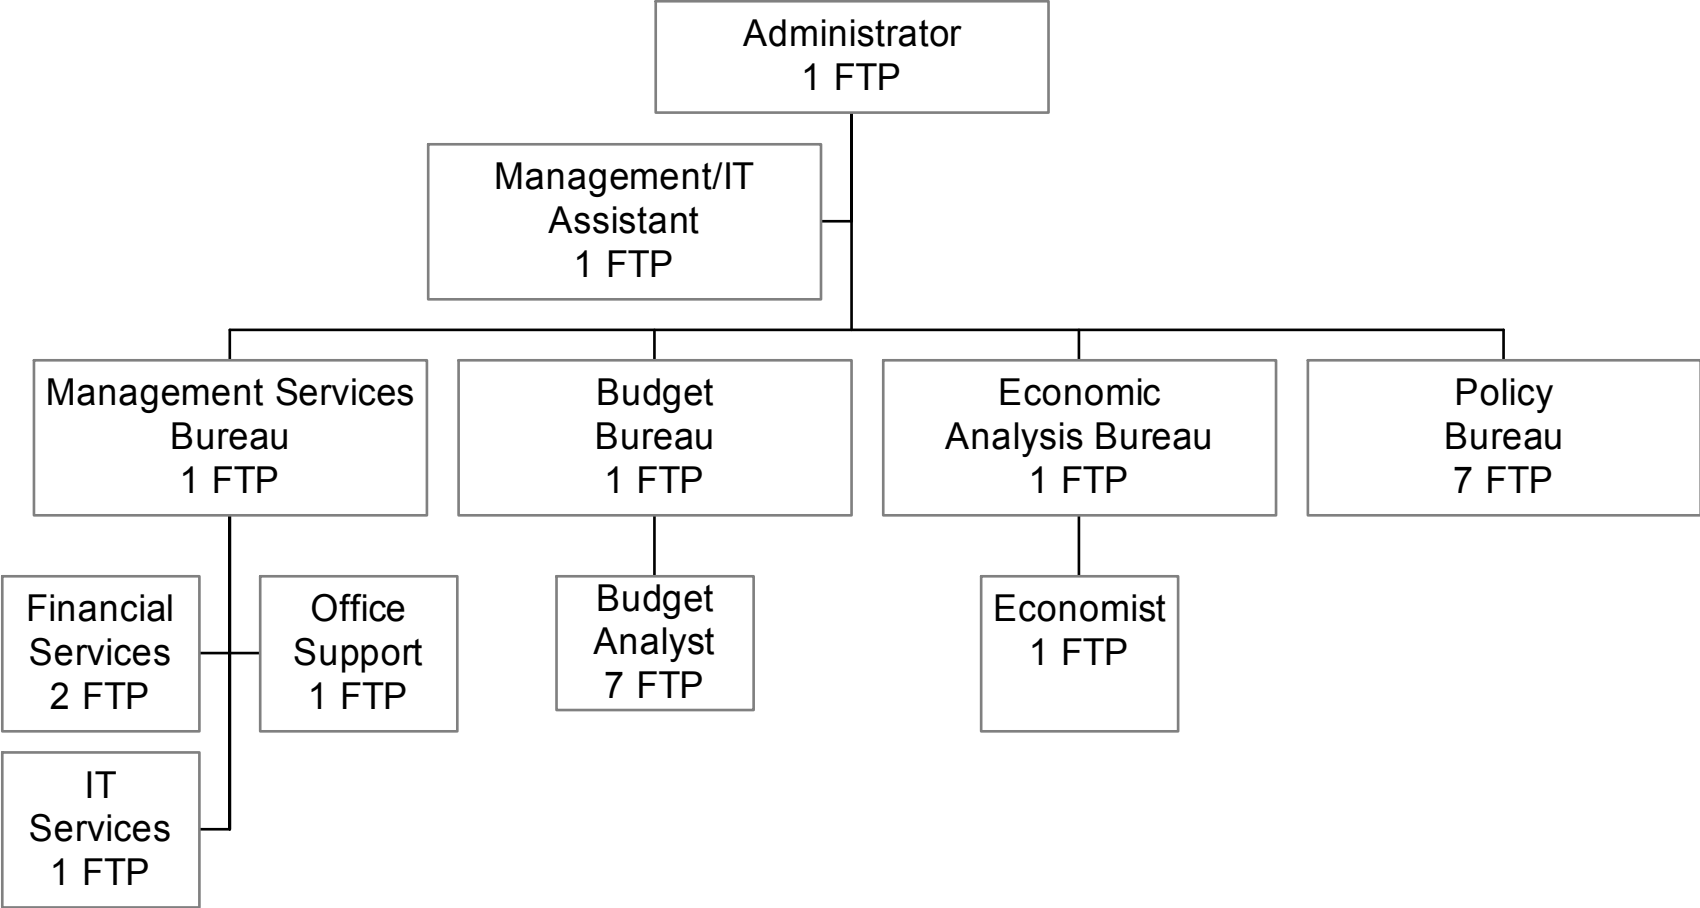 Administrator
1 FTP
Management/IT
Assistant
1 FTP
Management Services
Bureau
1 FTP
Budget
Bureau
1 FTP
Economic
Analysis Bureau
1 FTP
Policy
Bureau
7 FTP
Financial
Services
2 FTP
Office
Support
1 FTP
Budget
Analyst
7 FTP
Economist
1 FTP
IT
Services
1 FTP